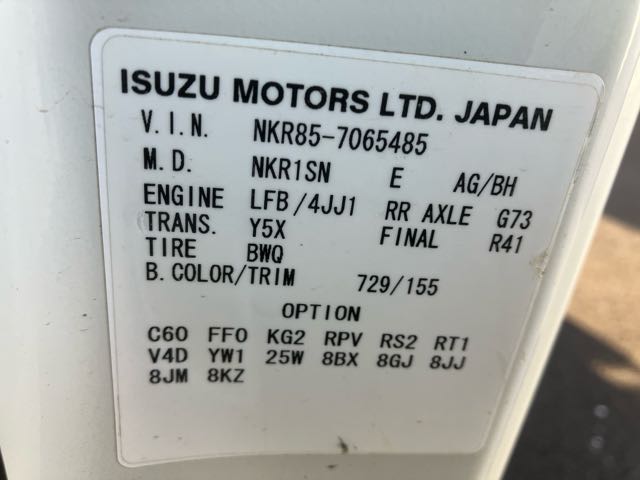 ISUZU MOTORS LTD. JAPAN
V.I.N. NKR85-7065485
M.D. NKR1SN E AG/BH
ENGINE LFB/4JJ1 RR AXLE G73
TRANS. Y5X FINAL R41
TIRE BWQ
B.COLOR/TRIM 729/155
OPTION
C60 FF0 KG2 RPV RS2 RT1
V4D YW1 25W 8BX 8GJ 8JJ
8JM 8KZ